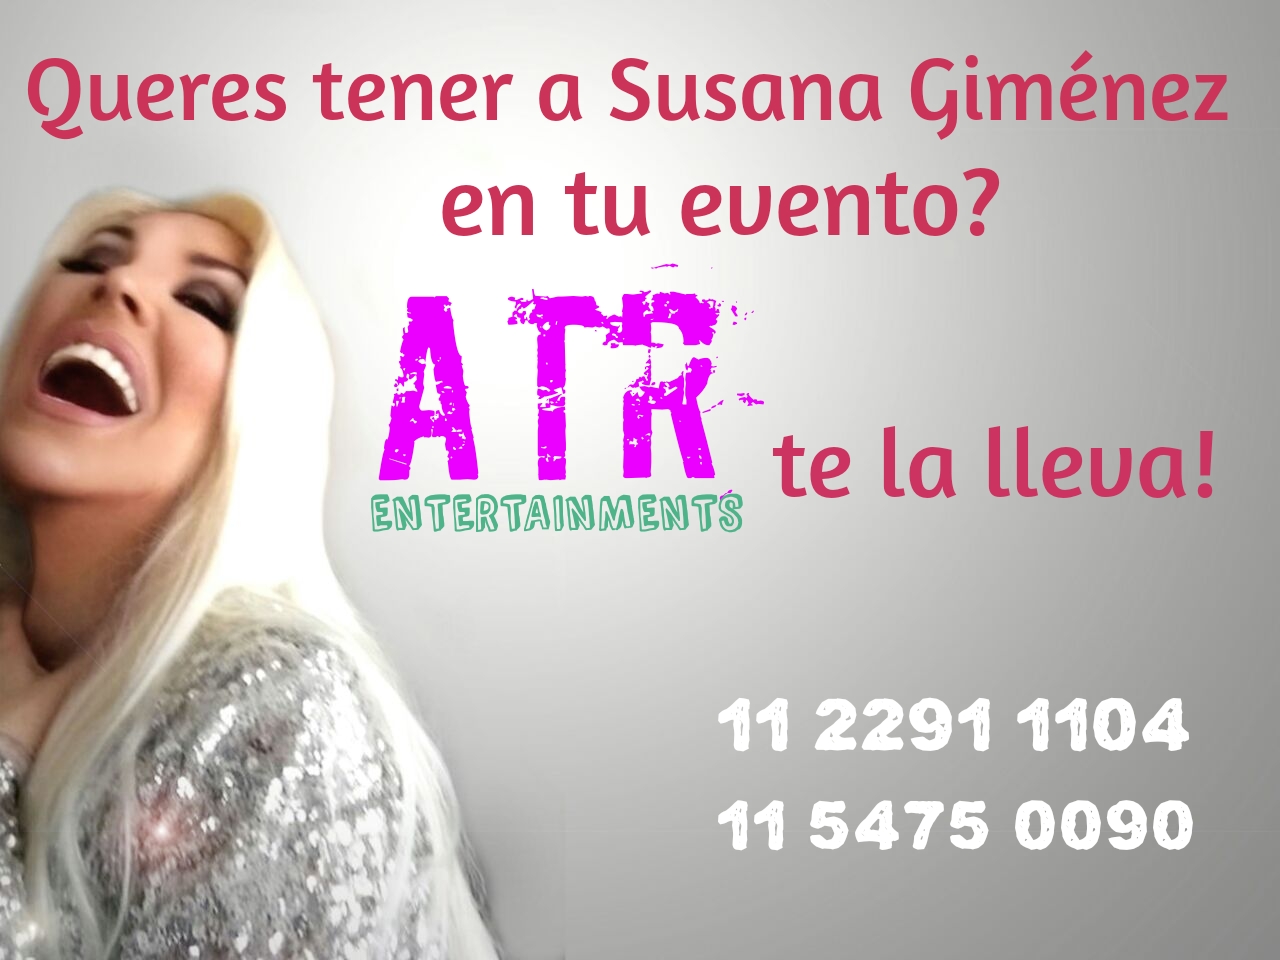 Queres tener a Susana Giménez
en tu evento?
ATR
ENTERTAINMENTS
te la lleva!
11 2291 1104
11 5475 0090